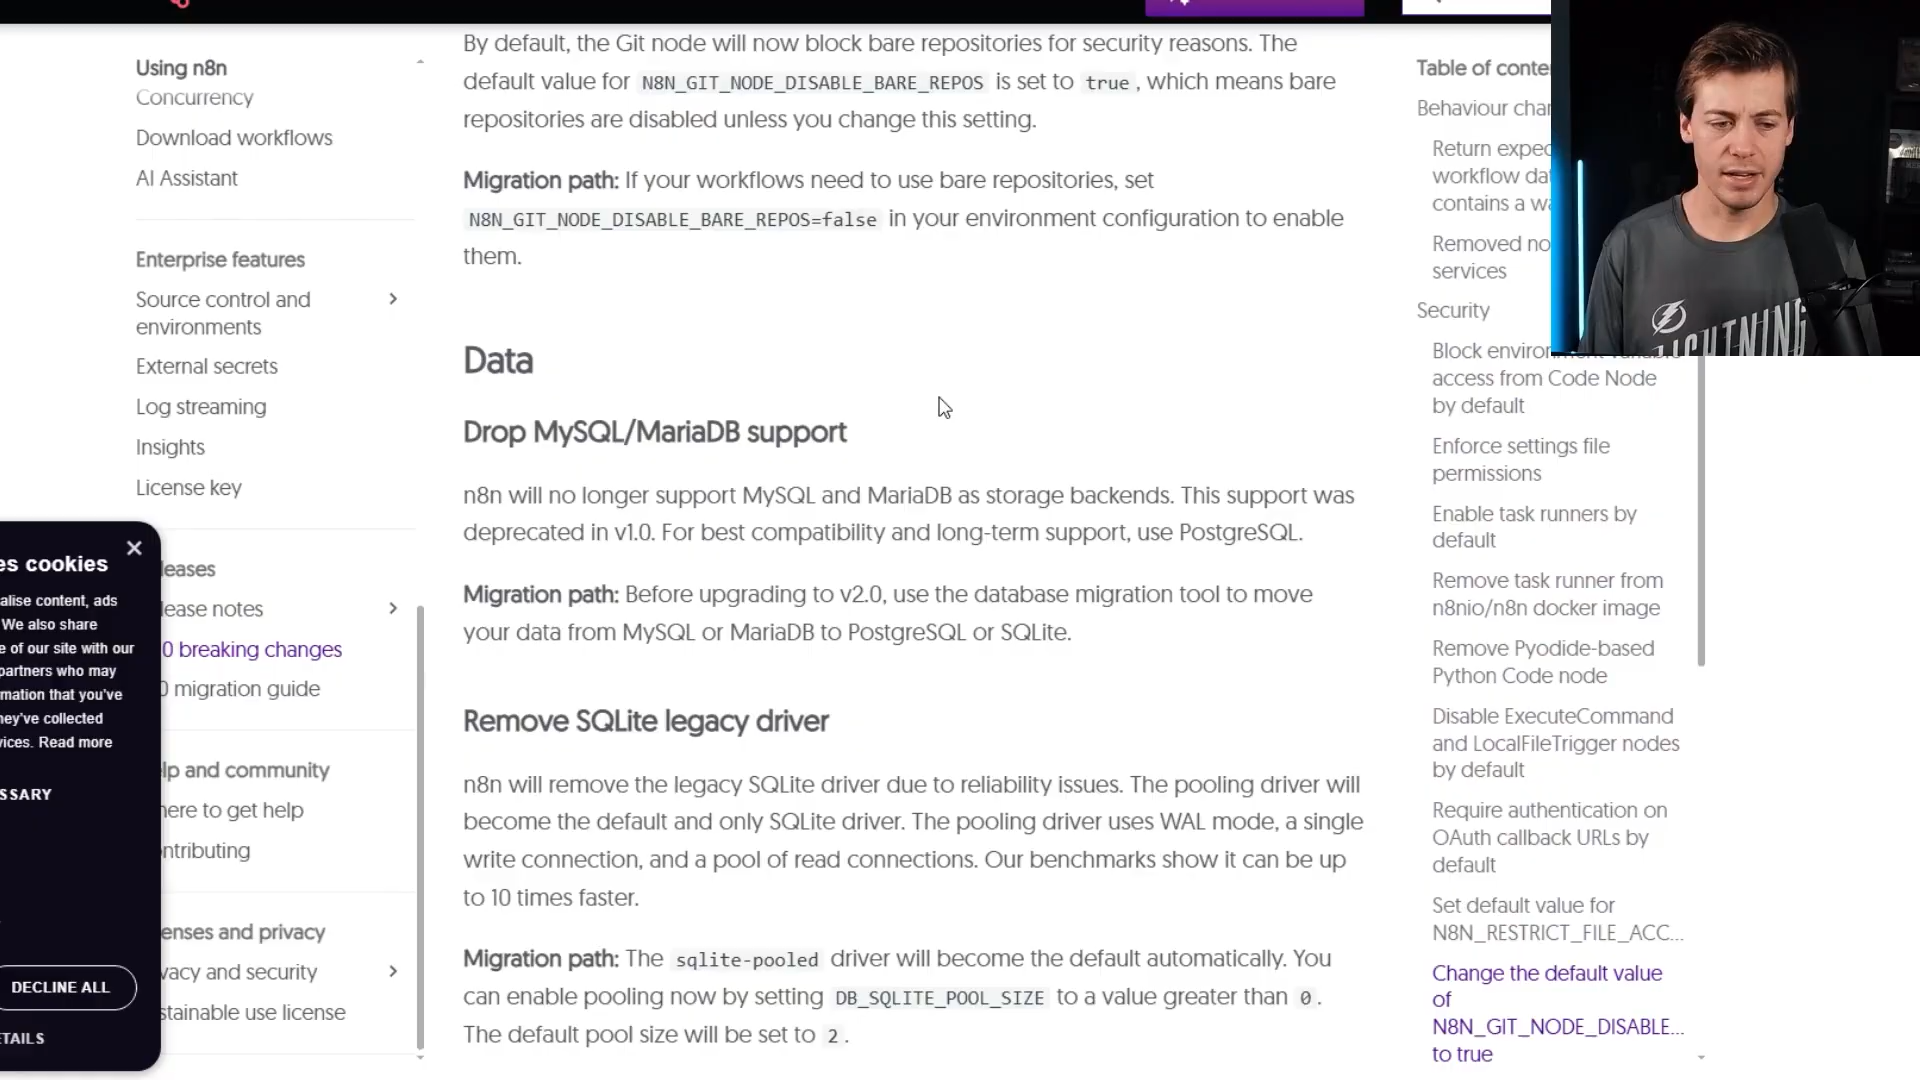 Using n8n
Concurrency
Download workflows
AI Assistant
Enterprise features
Source control and
environments
External secrets
Log streaming
Insights
License key
leases
lease notes
0 breaking changes
0 migration guide
lp and community
here to get help
ntributing
enses and privacy
vacy and security
stainable use license
es cookies
alise content, ads
We also share
e of our site with our
partners who may
mation that you've
hey've collected
vices. Read more
SSARY
DECLINE ALL
ETAILS
By default, the Git node will now block bare repositories for security reasons. The
default value for N8N_GIT_NODE_DISABLE_BARE_REPOS is set to true, which means bare
repositories are disabled unless you change this setting.
Migration path: If your workflows need to use bare repositories, set
N8N_GIT_NODE_DISABLE_BARE_REPOS=false in your environment configuration to enable
them.
Data
Drop MySQL/MariaDB support
n8n will no longer support MySQL and MariaDB as storage backends. This support was
deprecated in v1.0. For best compatibility and long-term support, use PostgreSQL.
Migration path: Before upgrading to v2.0, use the database migration tool to move
your data from MySQL or MariaDB to PostgreSQL or SQLite.
Remove SQLite legacy driver
n8n will remove the legacy SQLite driver due to reliability issues. The pooling driver will
become the default and only SQLite driver. The pooling driver uses WAL mode, a single
write connection, and a pool of read connections. Our benchmarks show it can be up
to 10 times faster.
Migration path: The sqlite-pooled driver will become the default automatically. You
can enable pooling now by setting DB_SQLITE_POOL_SIZE to a value greater than 0.
The default pool size will be set to 2.
Table of conte
Behaviour char
Return expec
workflow da
contains a wa
Removed no
services
Security
Block environment variable
access from Code Node
by default
Enforce settings file
permissions
Enable task runners by
default
Remove task runner from
n8nio/n8n docker image
Remove Pyodide-based
Python Code node
Disable ExecuteCommand
and LocalFileTrigger nodes
by default
Require authentication on
OAuth callback URLs by
default
Set default value for
N8N_RESTRICT_FILE_ACC...
Change the default value
of
N8N_GIT_NODE_DISABLE...
to true
LIGHTNING